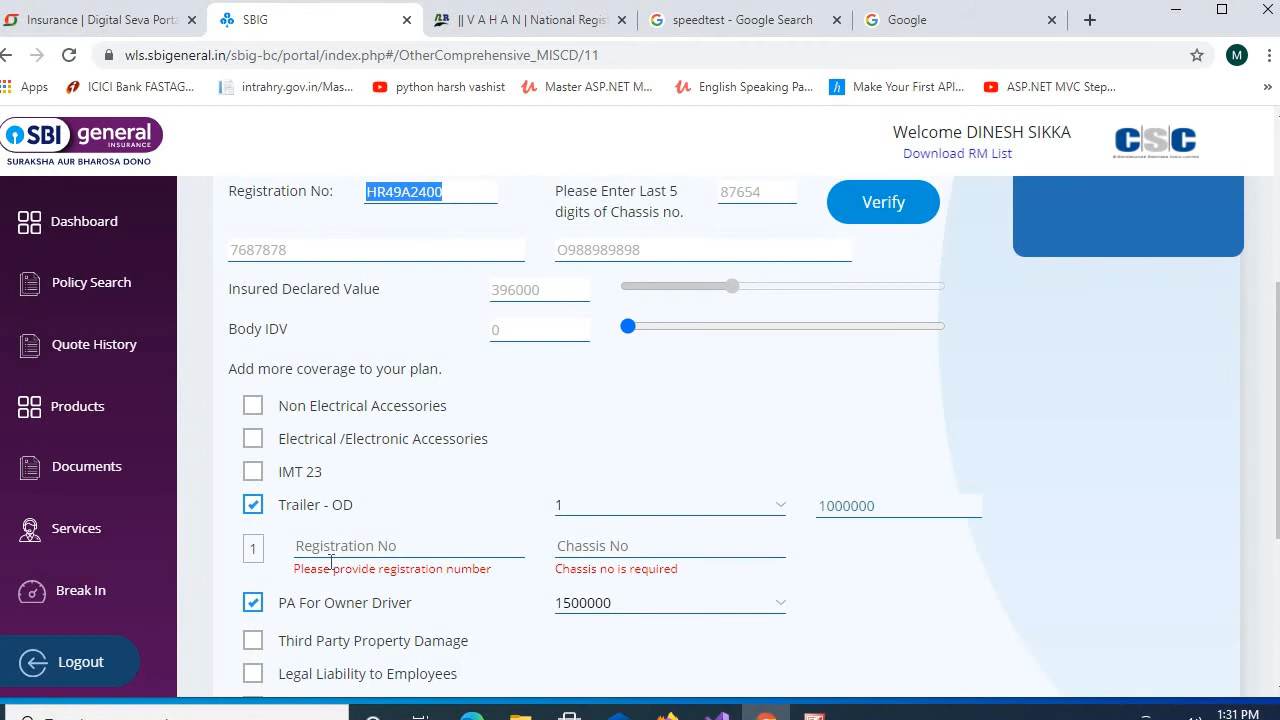 Insurance | Digital Seva Porta
SBIG
|| V A H A N | National Regis
speedtest - Google Search
Google
wls.sbigeneral.in/sbig-bc/portal/index.php#/OtherComprehensive_MISCD/11
M
Apps
ICICI Bank FASTAG...
intrahry.gov.in/Mas...
python harsh vashist
Master ASP.NET M...
English Speaking Pa...
Make Your First API...
ASP.NET MVC Step...
SBI general
INSURANCE
SURAKSHA AUR BHAROSA DONO
Welcome DINESH SIKKA
Download RM List
CSC
Dashboard
Policy Search
Quote History
Products
Documents
Services
Break In
Logout
Registration No: HR49A2400
Please Enter Last 5 digits of Chassis no. 87654
Verify
7687878
O988989898
Insured Declared Value 396000
Body IDV 0
Add more coverage to your plan.
Non Electrical Accessories
Electrical /Electronic Accessories
IMT 23
Trailer - OD 1 1000000
1 Registration No Chassis No
Please provide registration number Chassis no is required
PA For Owner Driver 1500000
Third Party Property Damage
Legal Liability to Employees
1:31 PM